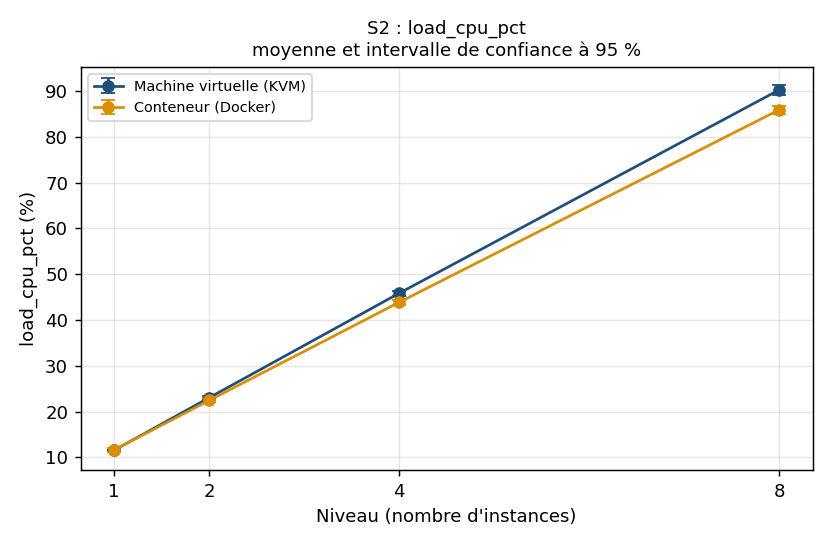 S2 : load_cpu_pct
moyenne et intervalle de confiance à 95 %
Machine virtuelle (KVM)
Conteneur (Docker)
load_cpu_pct (%)
90
80
70
60
50
40
30
20
10
1 2 4 8
Niveau (nombre d'instances)